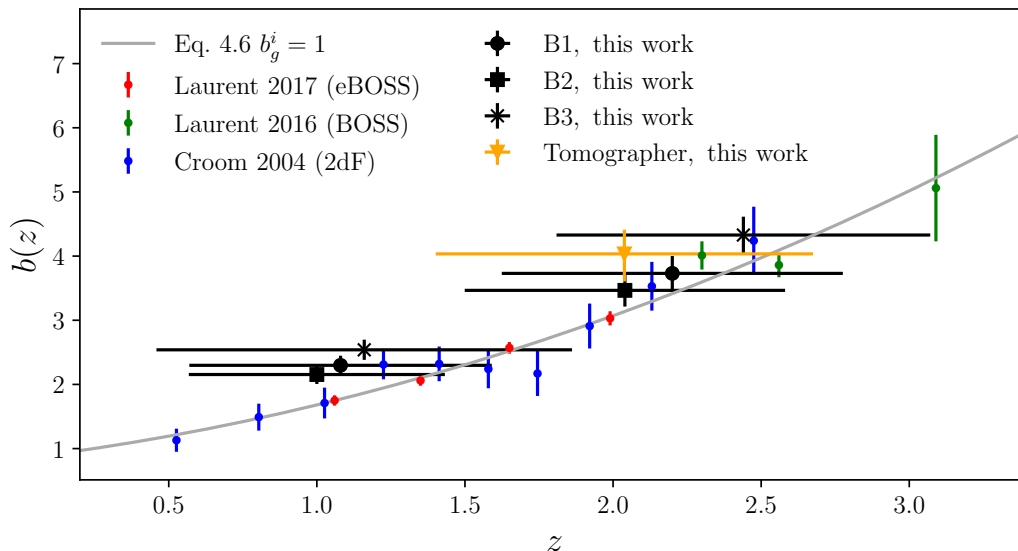 Eq. 4.6 $b_g^i = 1$
Laurent 2017 (eBOSS)
Laurent 2016 (BOSS)
Croom 2004 (2dF)
B1, this work
B2, this work
B3, this work
Tomographer, this work
b(z)
7
6
5
4
3
2
1
0.5 1.0 1.5 2.0 2.5 3.0
z